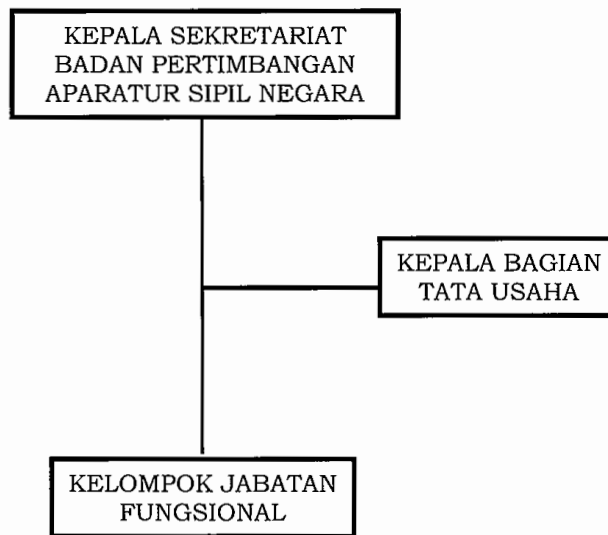 KEPALA SEKRETARIAT
BADAN PERTIMBANGAN
APARATUR SIPIL NEGARA
KEPALA BAGIAN
TATA USAHA
KELOMPOK JABATAN
FUNGSIONAL